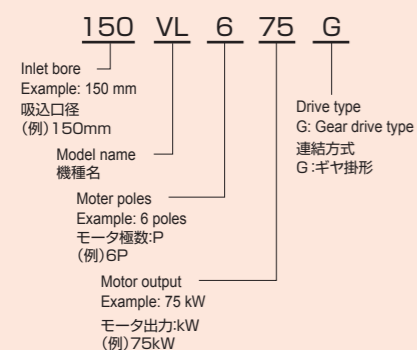 150 VL 6 75 G
Inlet bore
Example: 150 mm
吸込口径
(例)150mm
Model name
機種名
Moter poles
Example: 6 poles
モータ極数:P
(例)6P
Motor output
Example: 75 kW
モータ出力:kW
(例)75kW
Drive type
G: Gear drive type
連結方式
G:ギヤ掛形